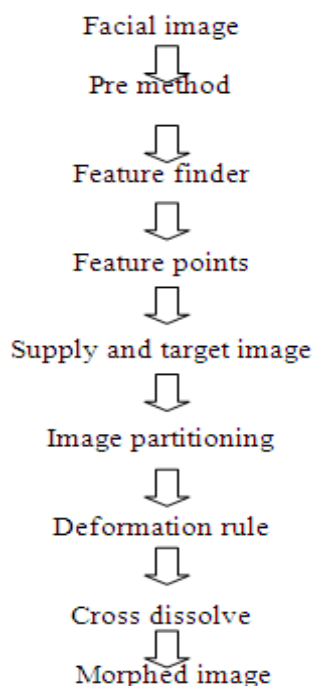 Facial image
Pre method
Feature finder
Feature points
Supply and target image
Image partitioning
Deformation rule
Cross dissolve
Morphed image